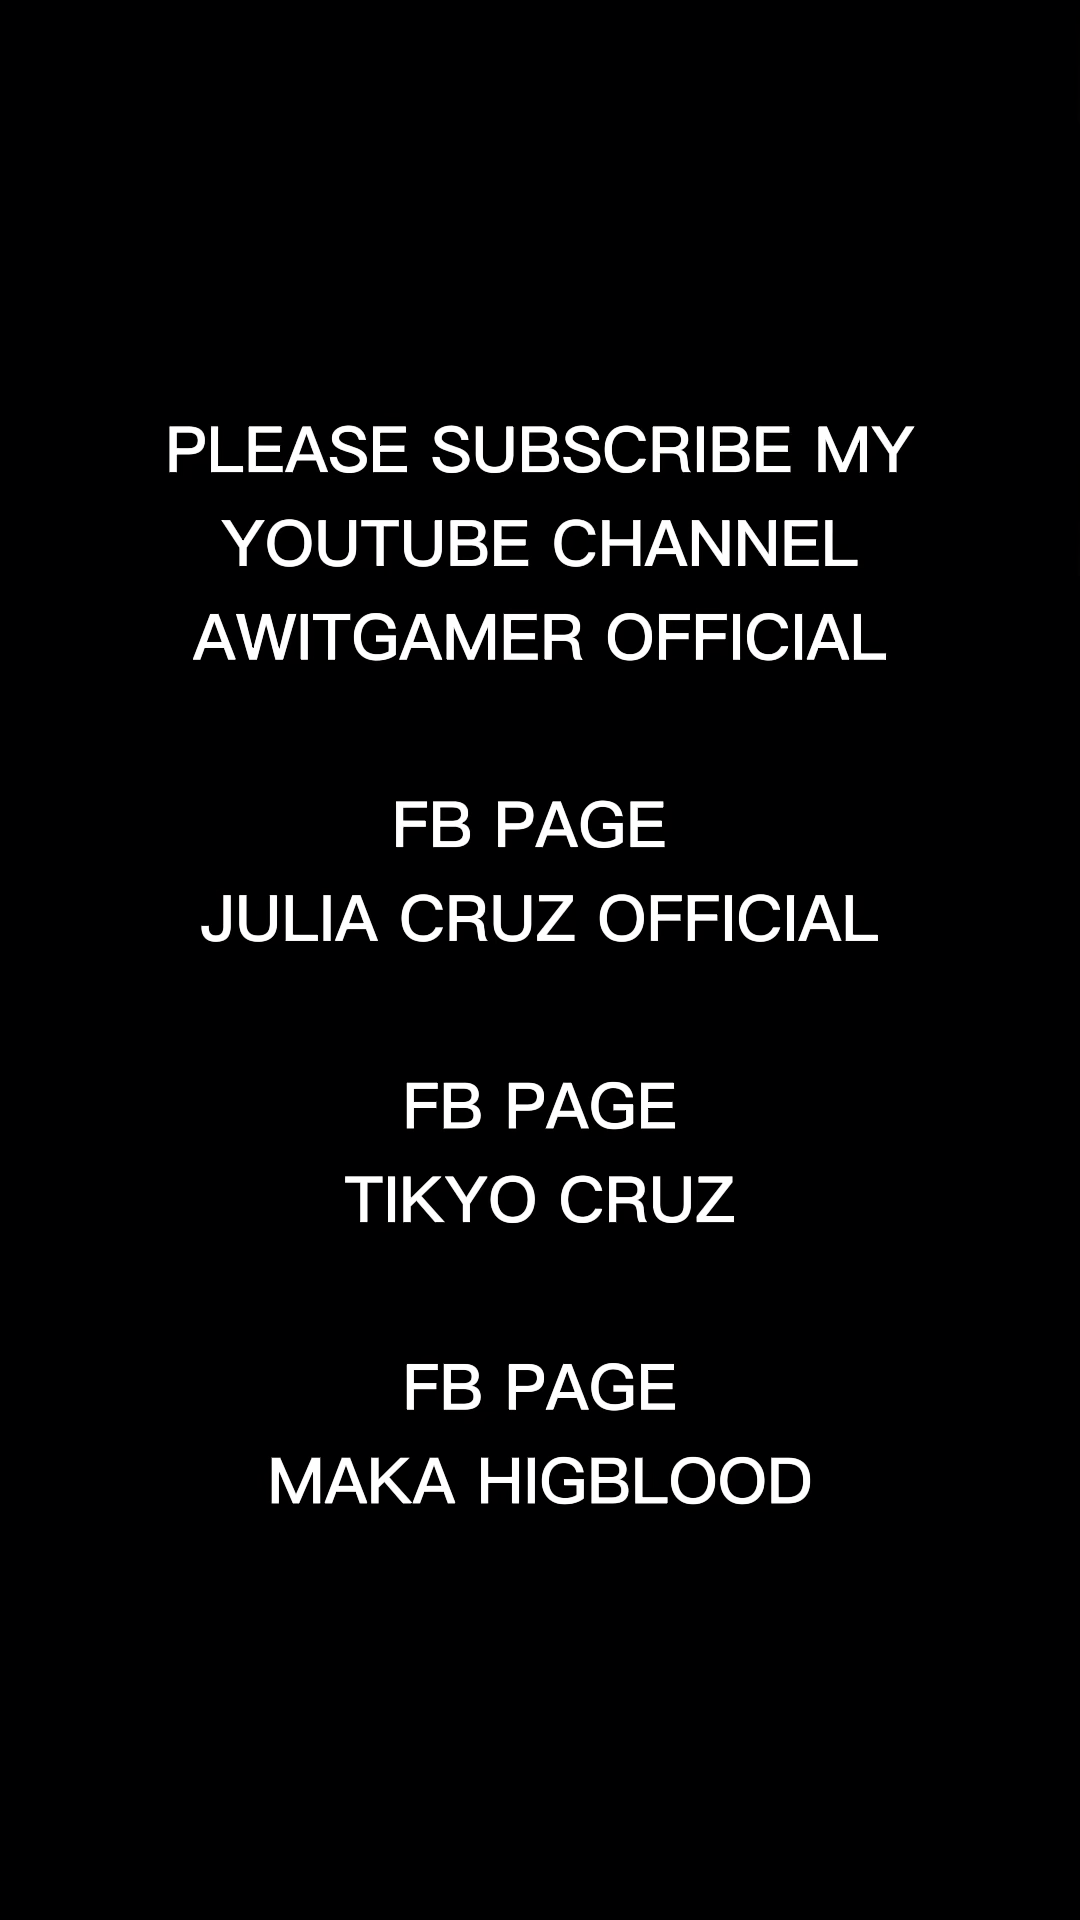 PLEASE SUBSCRIBE MY
YOUTUBE CHANNEL
AWITGAMER OFFICIAL
FB PAGE
JULIA CRUZ OFFICIAL
FB PAGE
TIKYO CRUZ
FB PAGE
MAKA HIGBLOOD